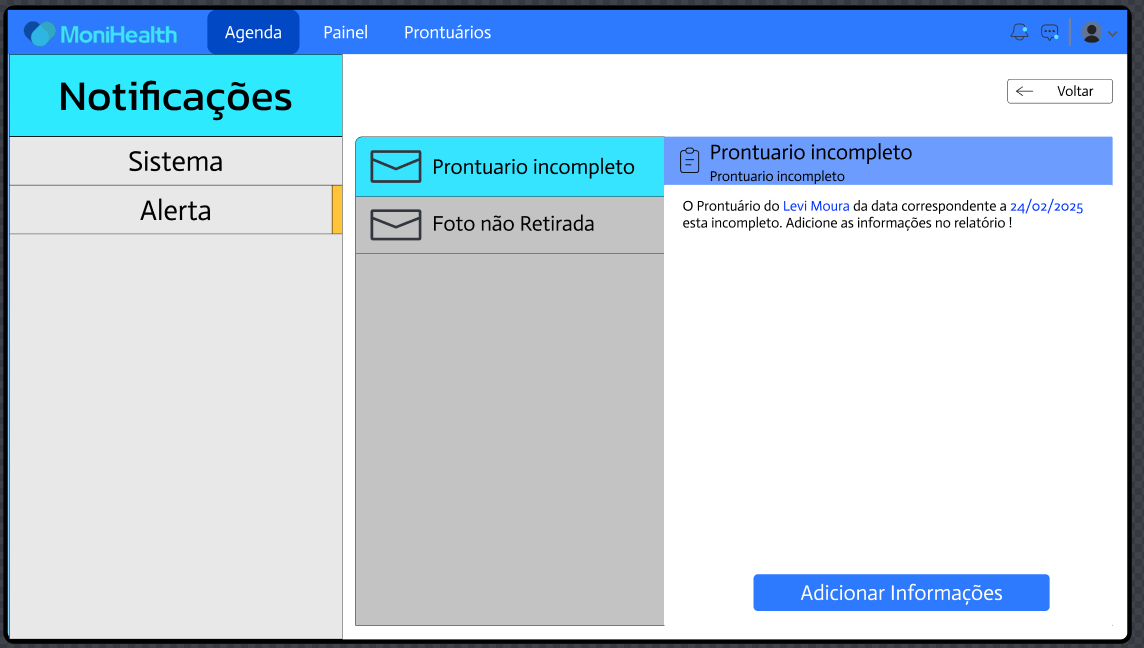 MoniHealth
Agenda
Painel
Prontuários
Notificações
Sistema
Alerta
Voltar
Prontuario incompleto
Foto não Retirada
Prontuario incompleto
Prontuario incompleto
O Prontuário do Levi Moura da data correspondente a 24/02/2025
esta incompleto. Adicione as informações no relatório !
Adicionar Informações